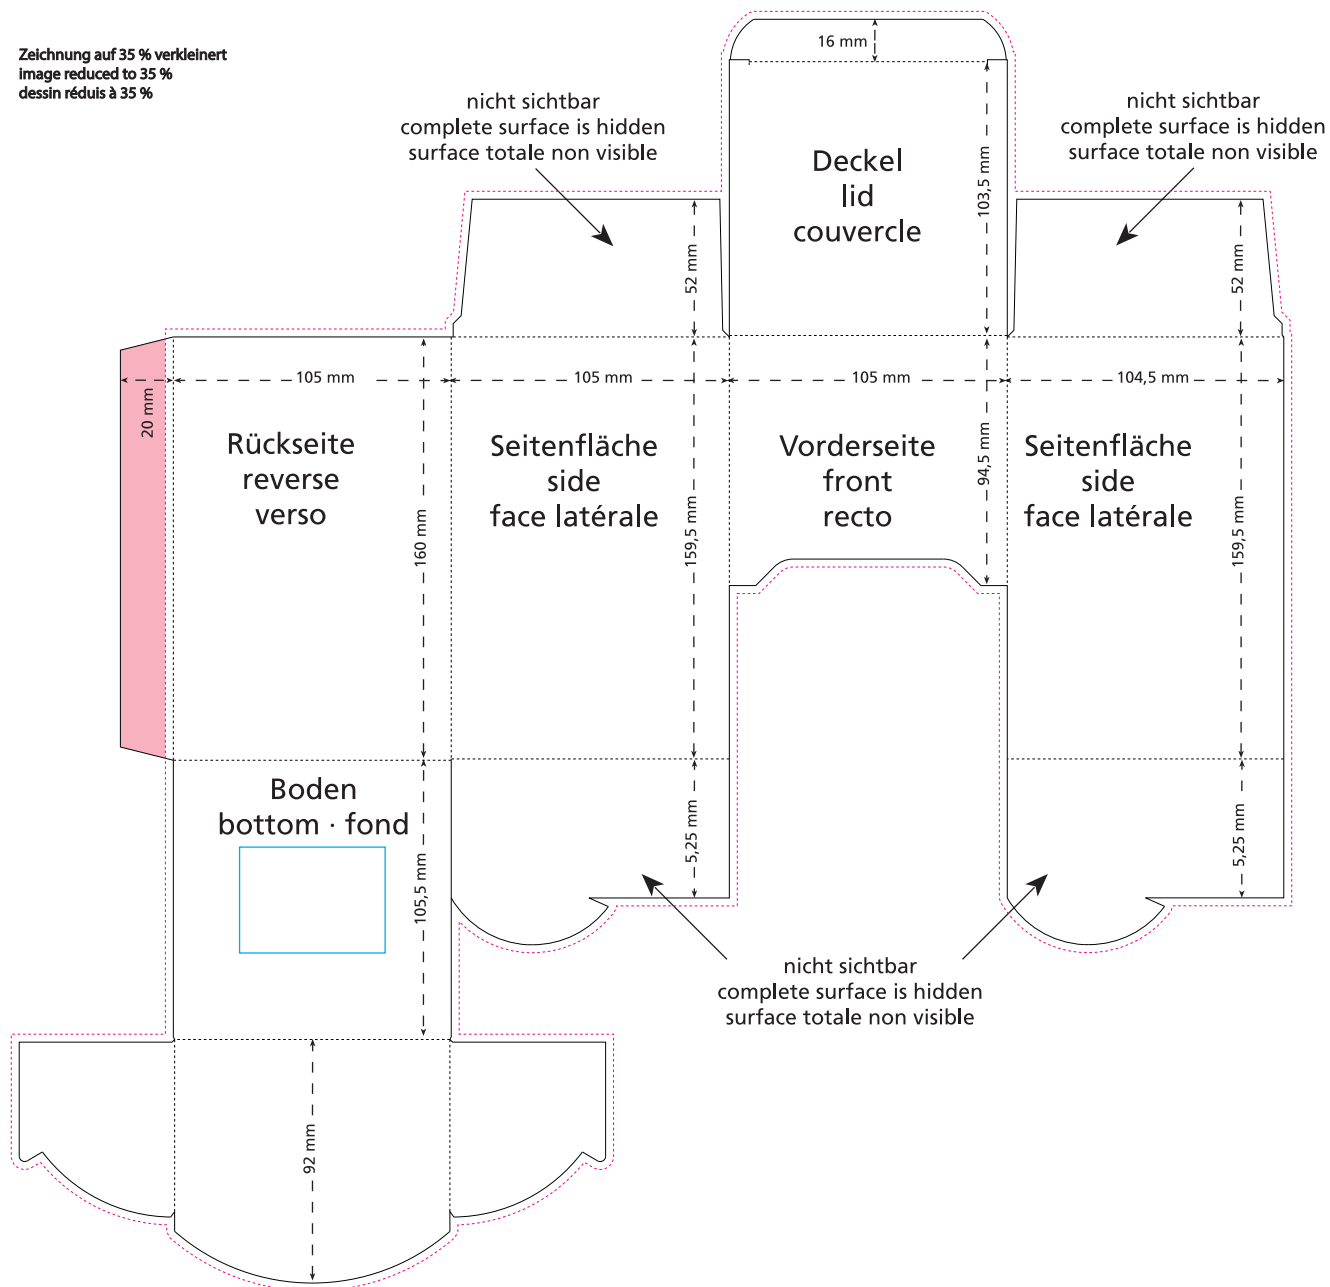 Zeichnung auf 35 % verkleinert
image reduced to 35 %
dessin réduis à 35 %
16 mm
nicht sichtbar
complete surface is hidden
surface totale non visible
Deckel
lid
couvercle
103,5 mm
nicht sichtbar
complete surface is hidden
surface totale non visible
52 mm
52 mm
20 mm
105 mm
105 mm
105 mm
104,5 mm
Rückseite
reverse
verso
160 mm
Seitenfläche
side
face latérale
159,5 mm
Vorderseite
front
recto
94,5 mm
Seitenfläche
side
face latérale
159,5 mm
Boden
bottom · fond
105,5 mm
5,25 mm
5,25 mm
nicht sichtbar
complete surface is hidden
surface totale non visible
92 mm